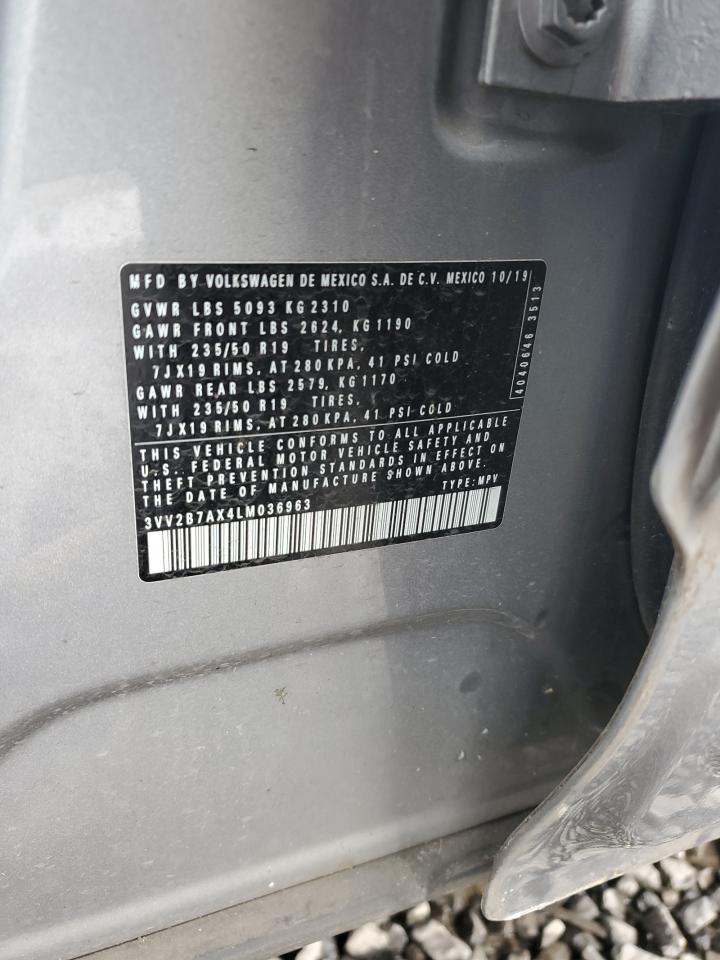 MFD BY VOLKSWAGEN DE MEXICO S.A. DE C.V. MEXICO 10/19
GVWR LBS 5093 KG 2310
GAWR FRONT LBS 2624, KG 1190
WITH 235/50 R19 TIRES,
7JX19 RIMS, AT 280 KPA, 41 PSI COLD
GAWR REAR LBS 2579, KG 1170
WITH 235/50 R19 TIRES,
7JX19 RIMS, AT 280 KPA, 41 PSI COLD
4040646 3513
THIS VEHICLE CONFORMS TO ALL APPLICABLE
U.S. FEDERAL MOTOR VEHICLE SAFETY AND
THEFT PREVENTION STANDARDS IN EFFECT ON
THE DATE OF MANUFACTURE SHOWN ABOVE.
3VV2B7AX4LM036963 TYPE: MPV